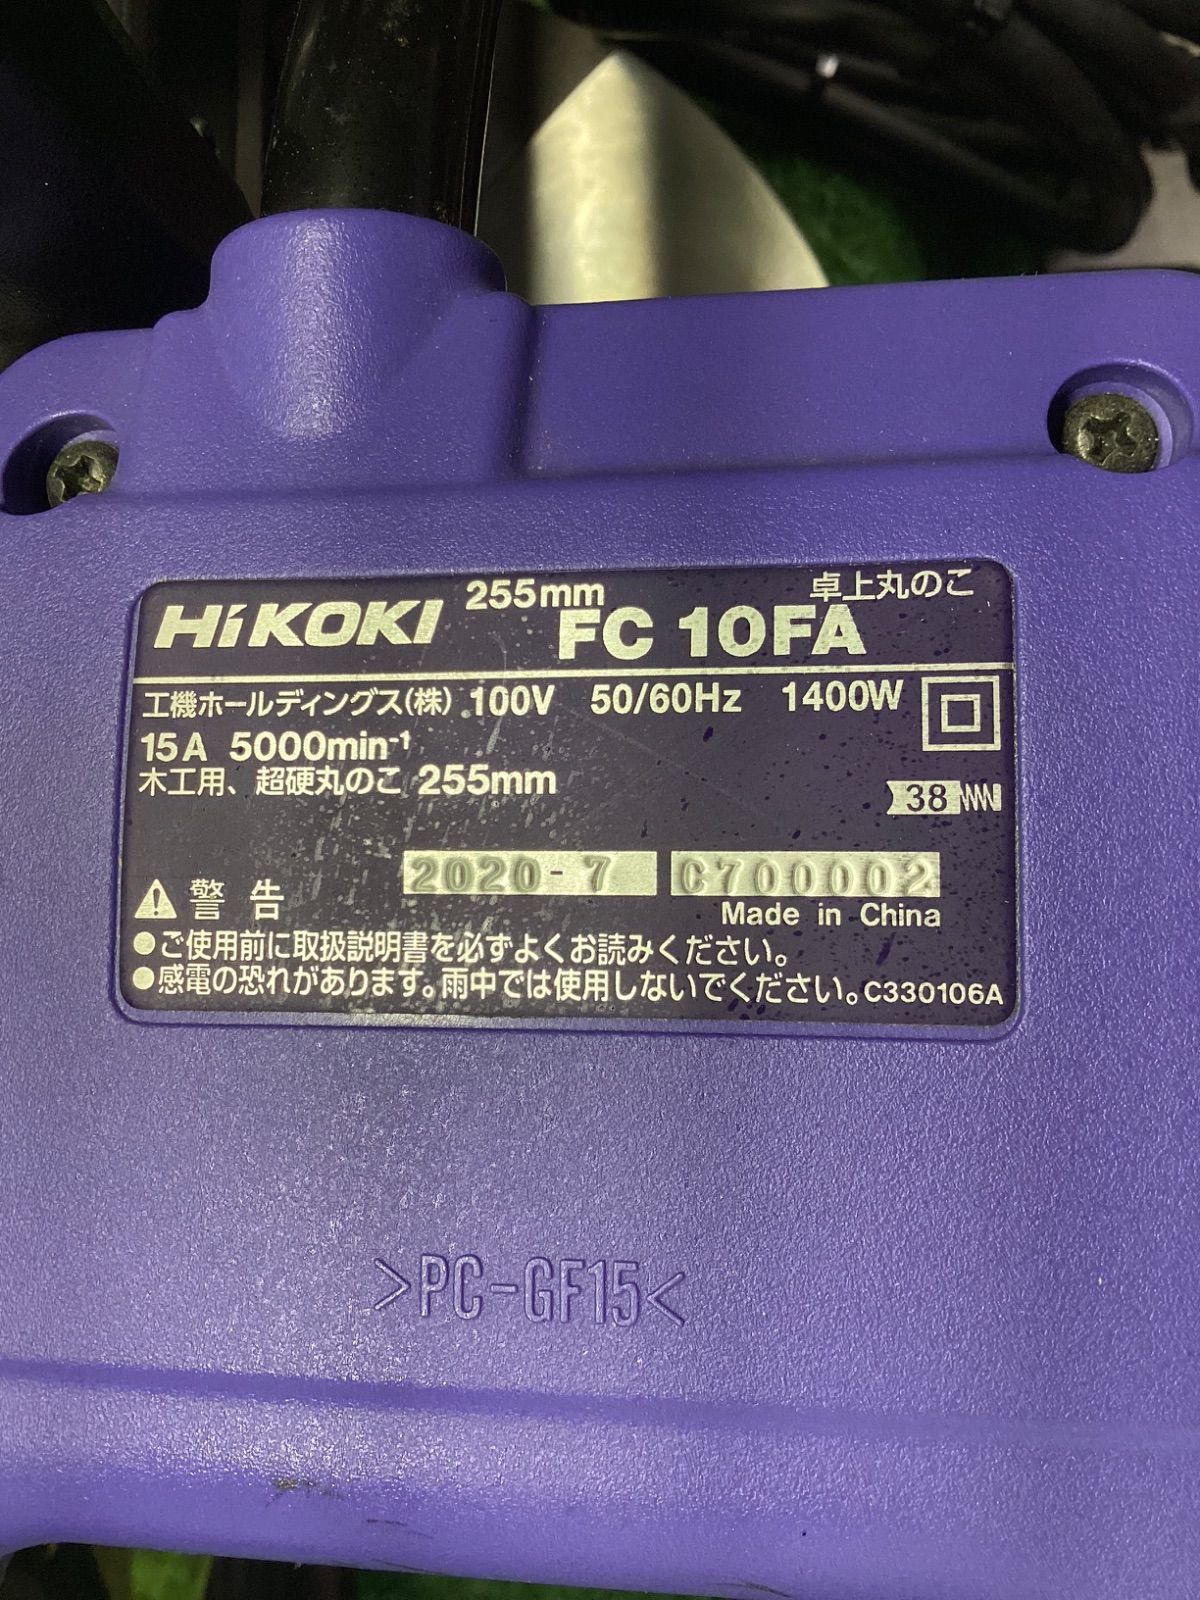 HiKOKI 255mm FC 10FA 卓上丸のこ
工機ホールディングス(株) 100V 50/60Hz 1400W
15A 5000min-1
木工用、超硬丸のこ 255mm
38
2020-7 C700002
Made in China
警告
●ご使用前に取扱説明書を必ずよくお読みください。
●感電の恐れがあります。雨中では使用しないでください。C330106A
>PC-GF15<